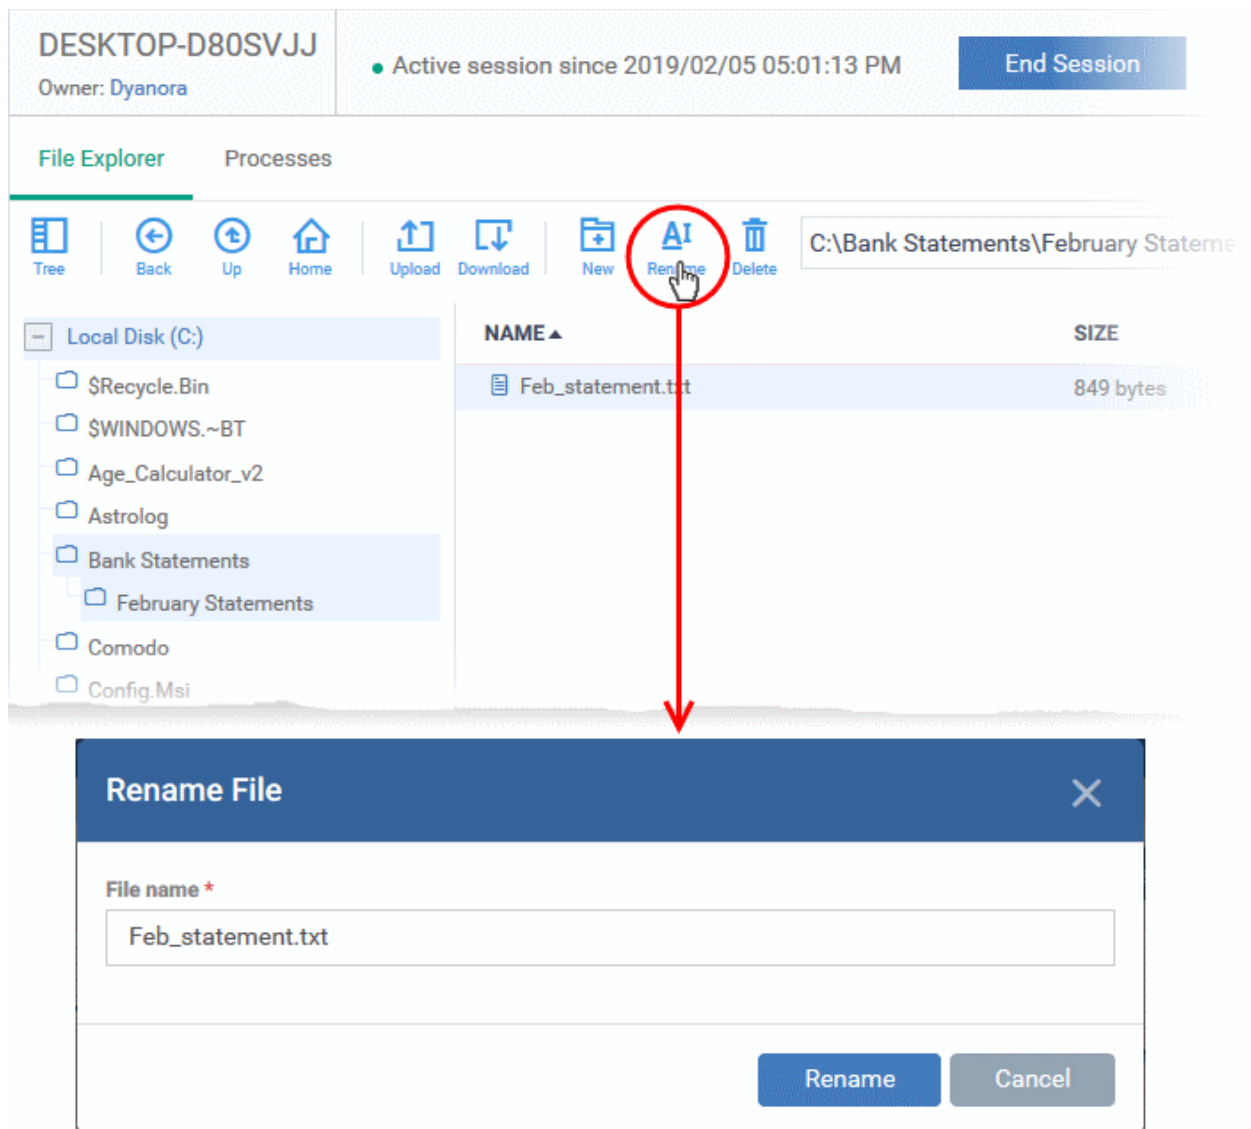 DESKTOP-D80SVJJ
Owner: Dyanora
Active session since 2019/02/05 05:01:13 PM
End Session
File Explorer Processes
Tree Back Up Home Upload Download New Rename Delete
C:\Bank Statements\February Stateme
Local Disk (C:)
NAME SIZE
$Recycle.Bin
Feb_statement.txt 849 bytes
$WINDOWS.~BT
Age_Calculator_v2
Astrolog
Bank Statements
February Statements
Comodo
Config.Msi
Rename File
File name *
Feb_statement.txt
Rename Cancel